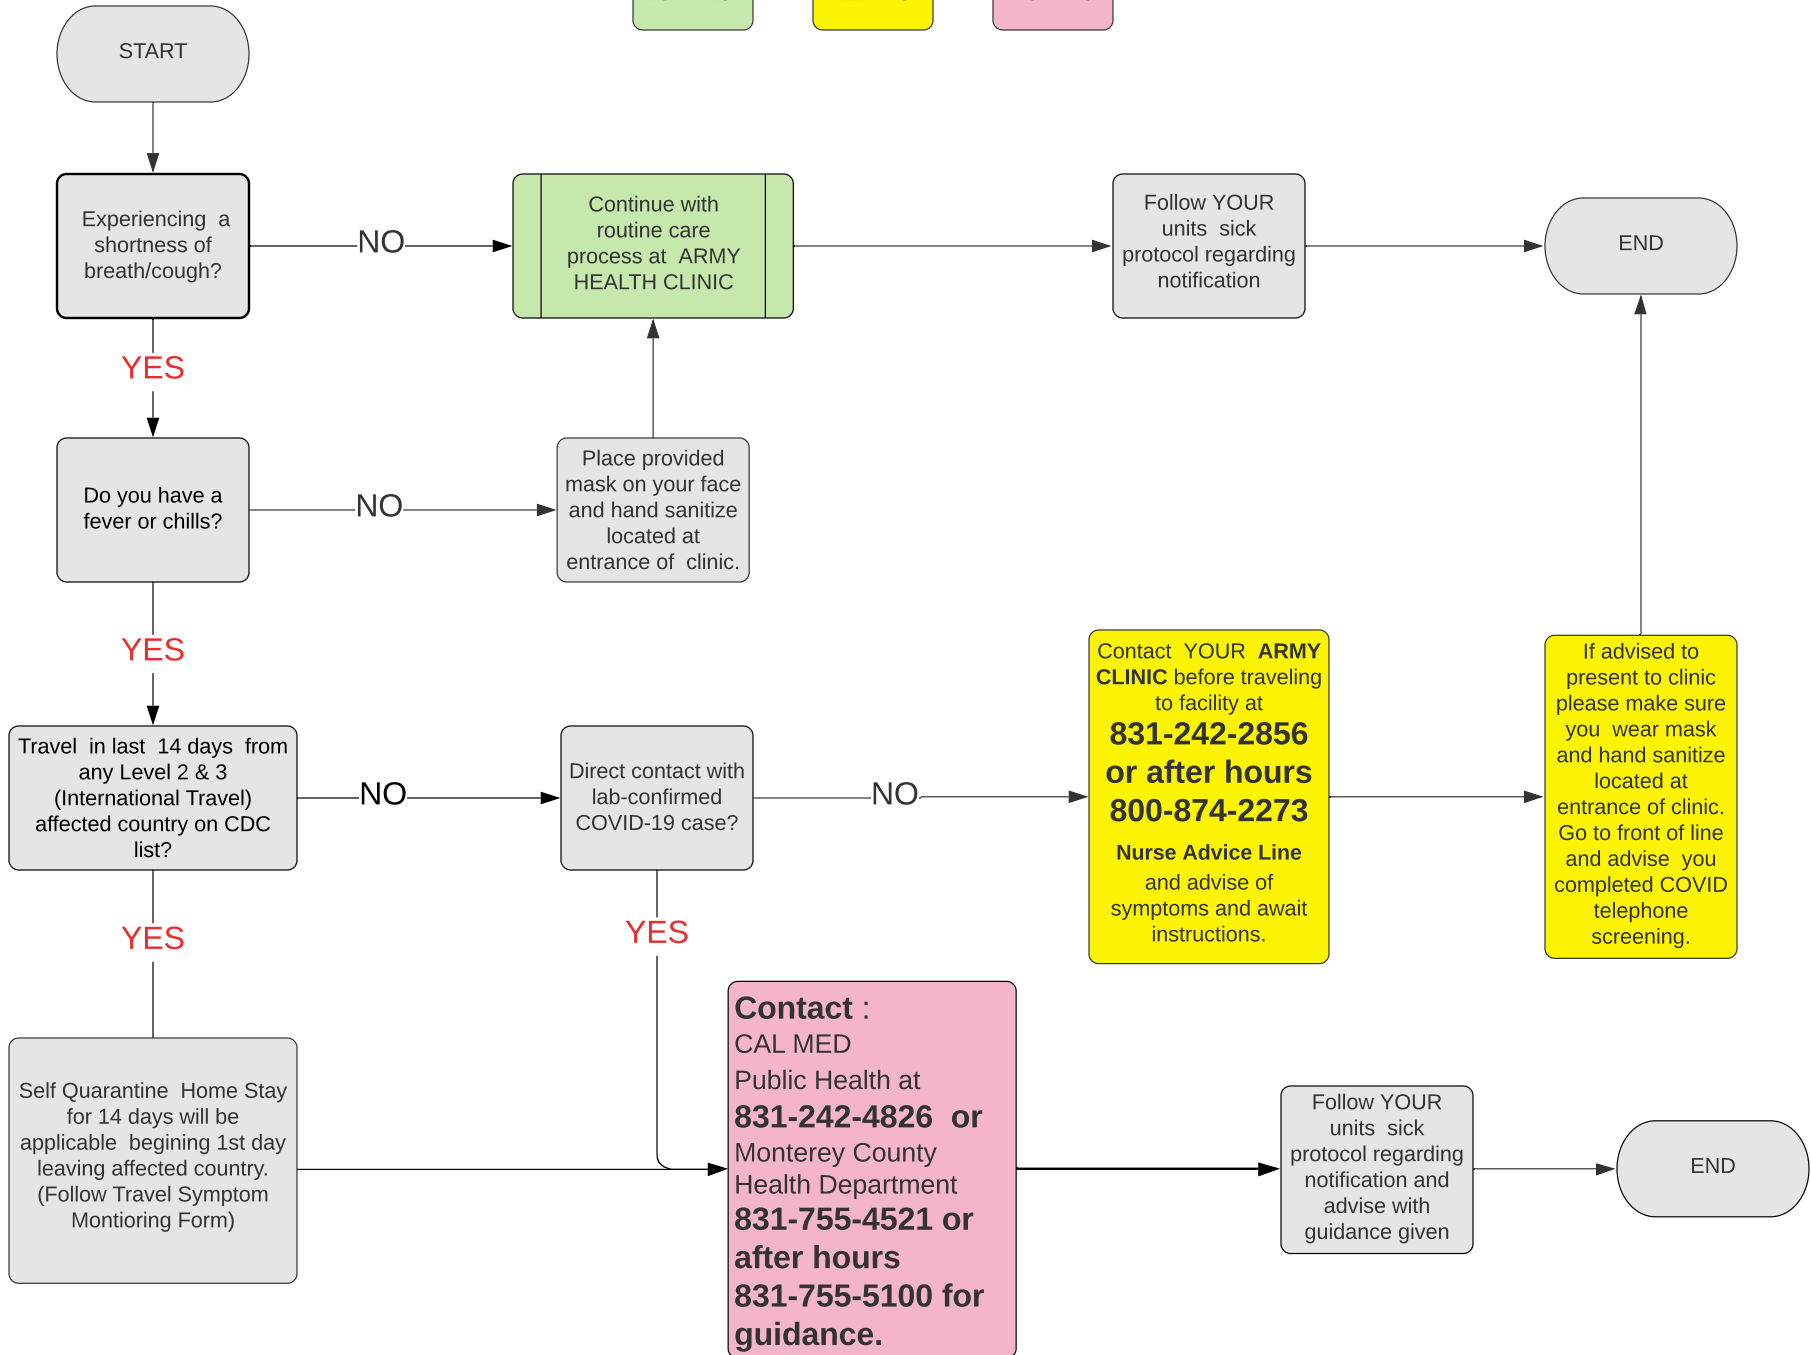 START
Experiencing a
shortness of
breath/cough?
NO
Continue with
routine care
process at ARMY
HEALTH CLINIC
Follow YOUR
units sick
protocol regarding
notification
END
YES
Do you have a
fever or chills?
NO
Place provided
mask on your face
and hand sanitize
located at
entrance of clinic.
YES
Travel in last 14 days from
any Level 2 & 3
(International Travel)
affected country on CDC
list?
NO
Direct contact with
lab-confirmed
COVID-19 case?
NO
Contact YOUR ARMY
CLINIC before traveling
to facility at
831-242-2856
or after hours
800-874-2273
Nurse Advice Line
and advise of
symptoms and await
instructions.
If advised to
present to clinic
please make sure
you wear mask
and hand sanitize
located at
entrance of clinic.
Go to front of line
and advise you
completed COVID
telephone
screening.
YES
YES
Self Quarantine Home Stay
for 14 days will be
applicable begining 1st day
leaving affected country.
(Follow Travel Symptom
Montioring Form)
Contact :
CAL MED
Public Health at
831-242-4826 or
Monterey County
Health Department
831-755-4521 or
after hours
831-755-5100 for
guidance.
Follow YOUR
units sick
protocol regarding
notification and
advise with
guidance given
END